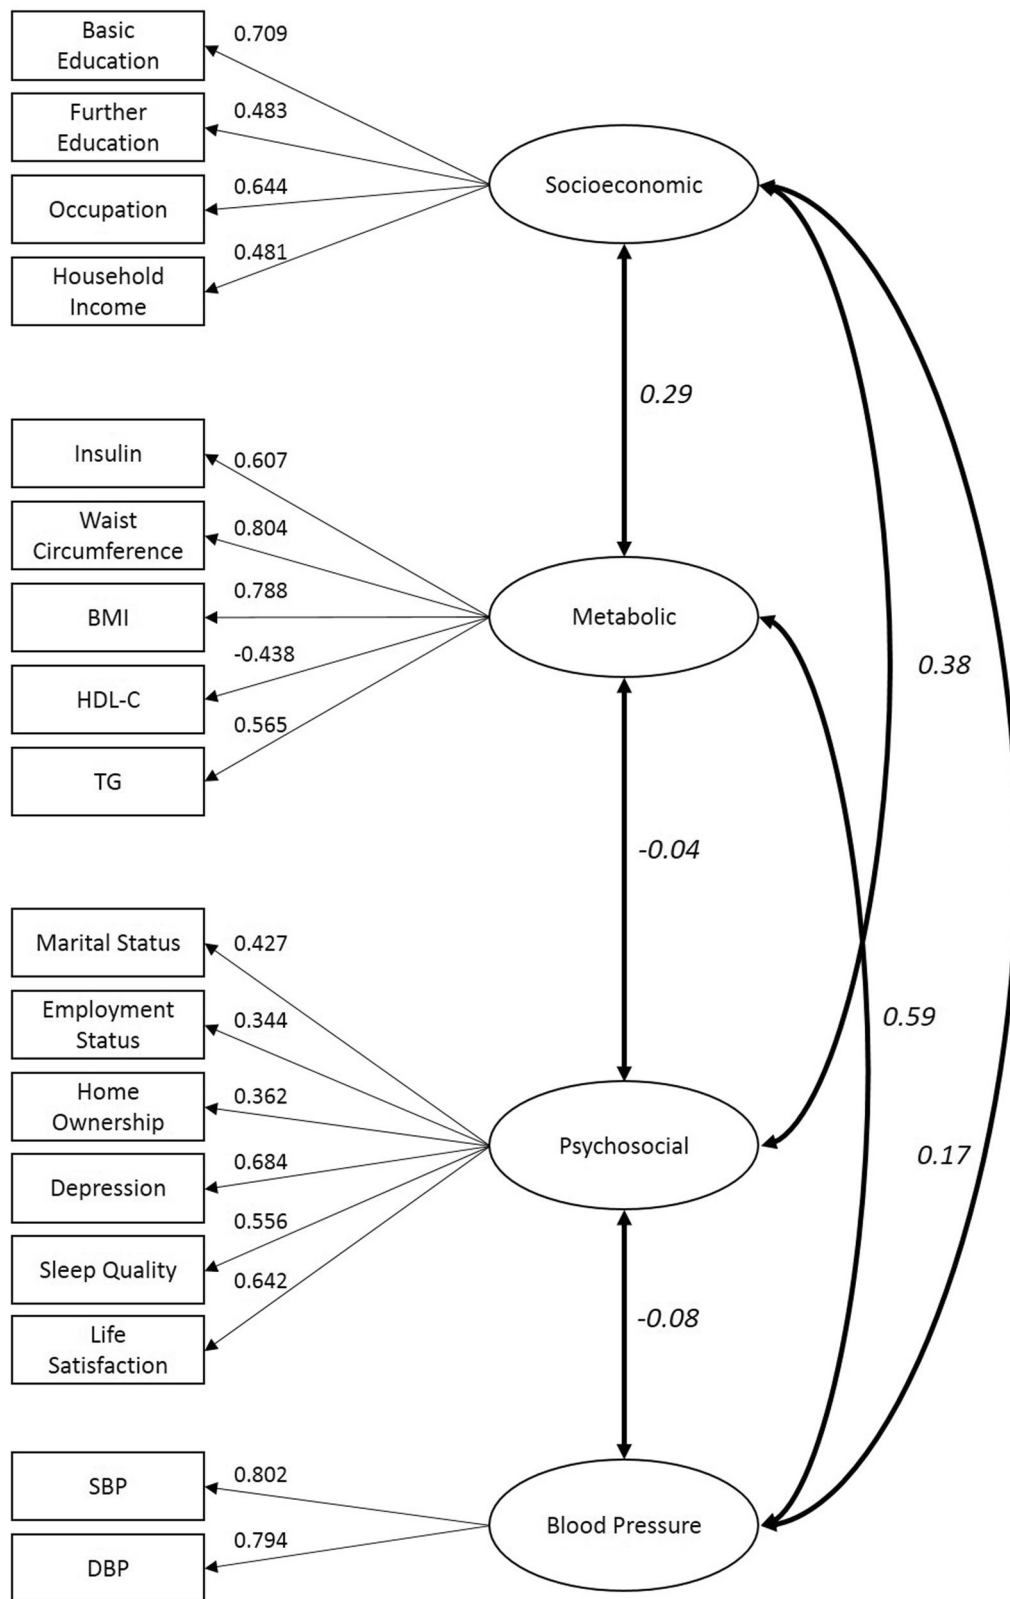 Basic
Education
0.709
Further
Education
0.483
Occupation
0.644
Household
Income
0.481
Socioeconomic
0.29
Insulin
0.607
Waist
Circumference
0.804
BMI
0.788
HDL-C
-0.438
TG
0.565
Metabolic
0.38
-0.04
Marital Status
0.427
Employment
Status
0.344
Home
Ownership
0.362
Depression
0.684
Sleep Quality
0.556
Life
Satisfaction
0.642
Psychosocial
0.59
0.17
-0.08
SBP
0.802
DBP
0.794
Blood Pressure